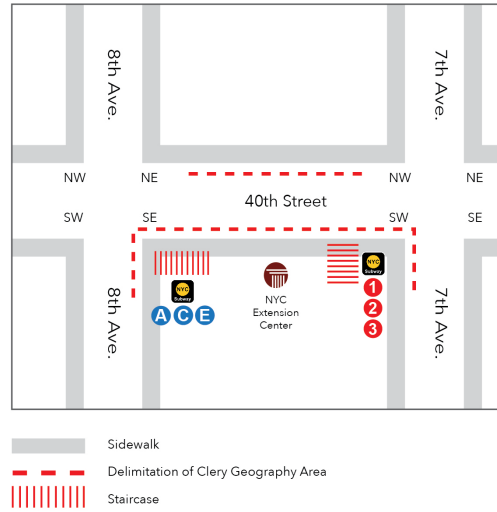 8th Ave.
7th Ave.
NW
NE
NW
NE
40th Street
SW
SE
SW
SE
NYC
Subway
A C E
NYC
Extension
Center
NYC
Subway
1
2
3
8th Ave.
7th Ave.
Sidewalk
Delimitation of Clery Geography Area
Staircase